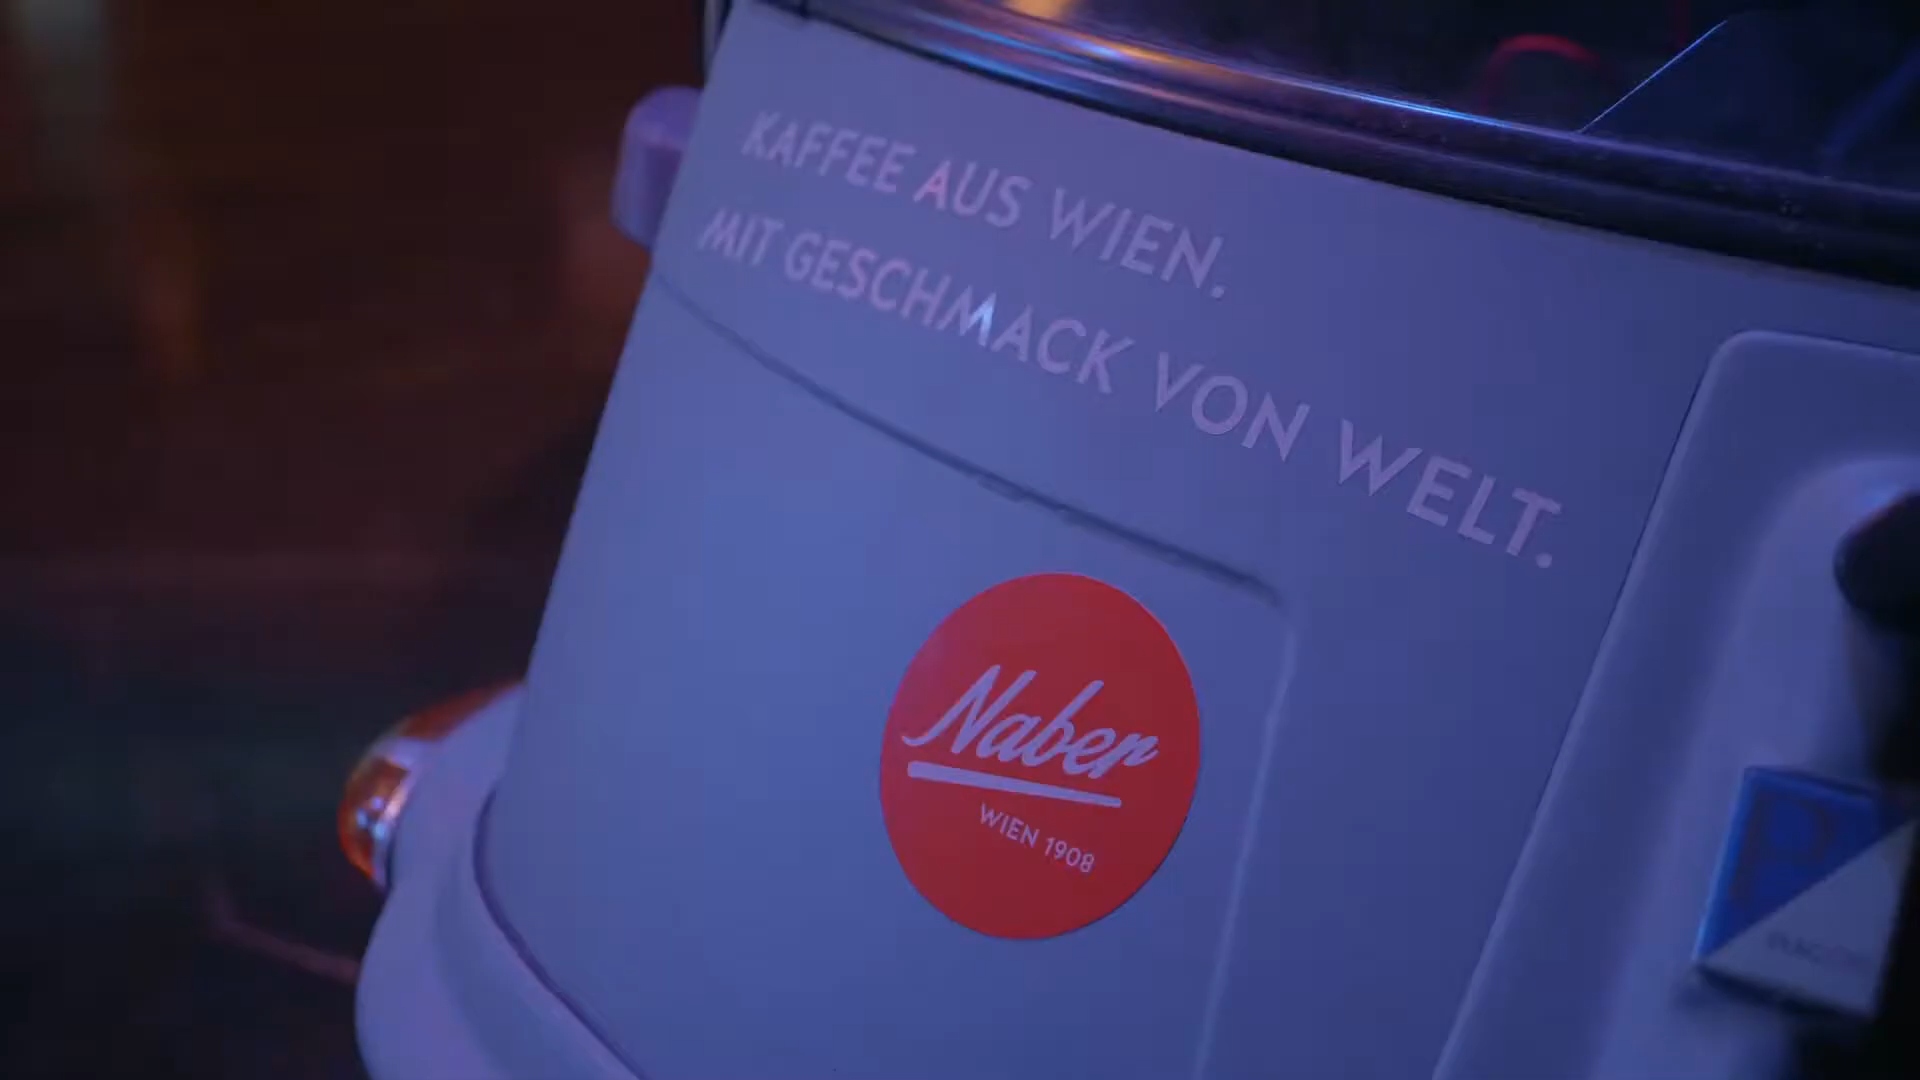 KAFFEE AUS WIEN.
MIT GESCHMACK VON WELT.
Naber
WIEN 1908
P